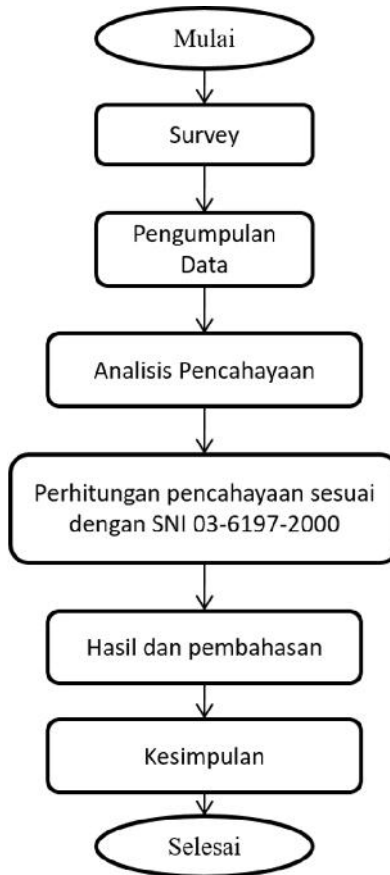 Mulai
Survey
Pengumpulan
Data
Analisis Pencahayaan
Perhitungan pencahayaan sesuai
dengan SNI 03-6197-2000
Hasil dan pembahasan
Kesimpulan
Selesai